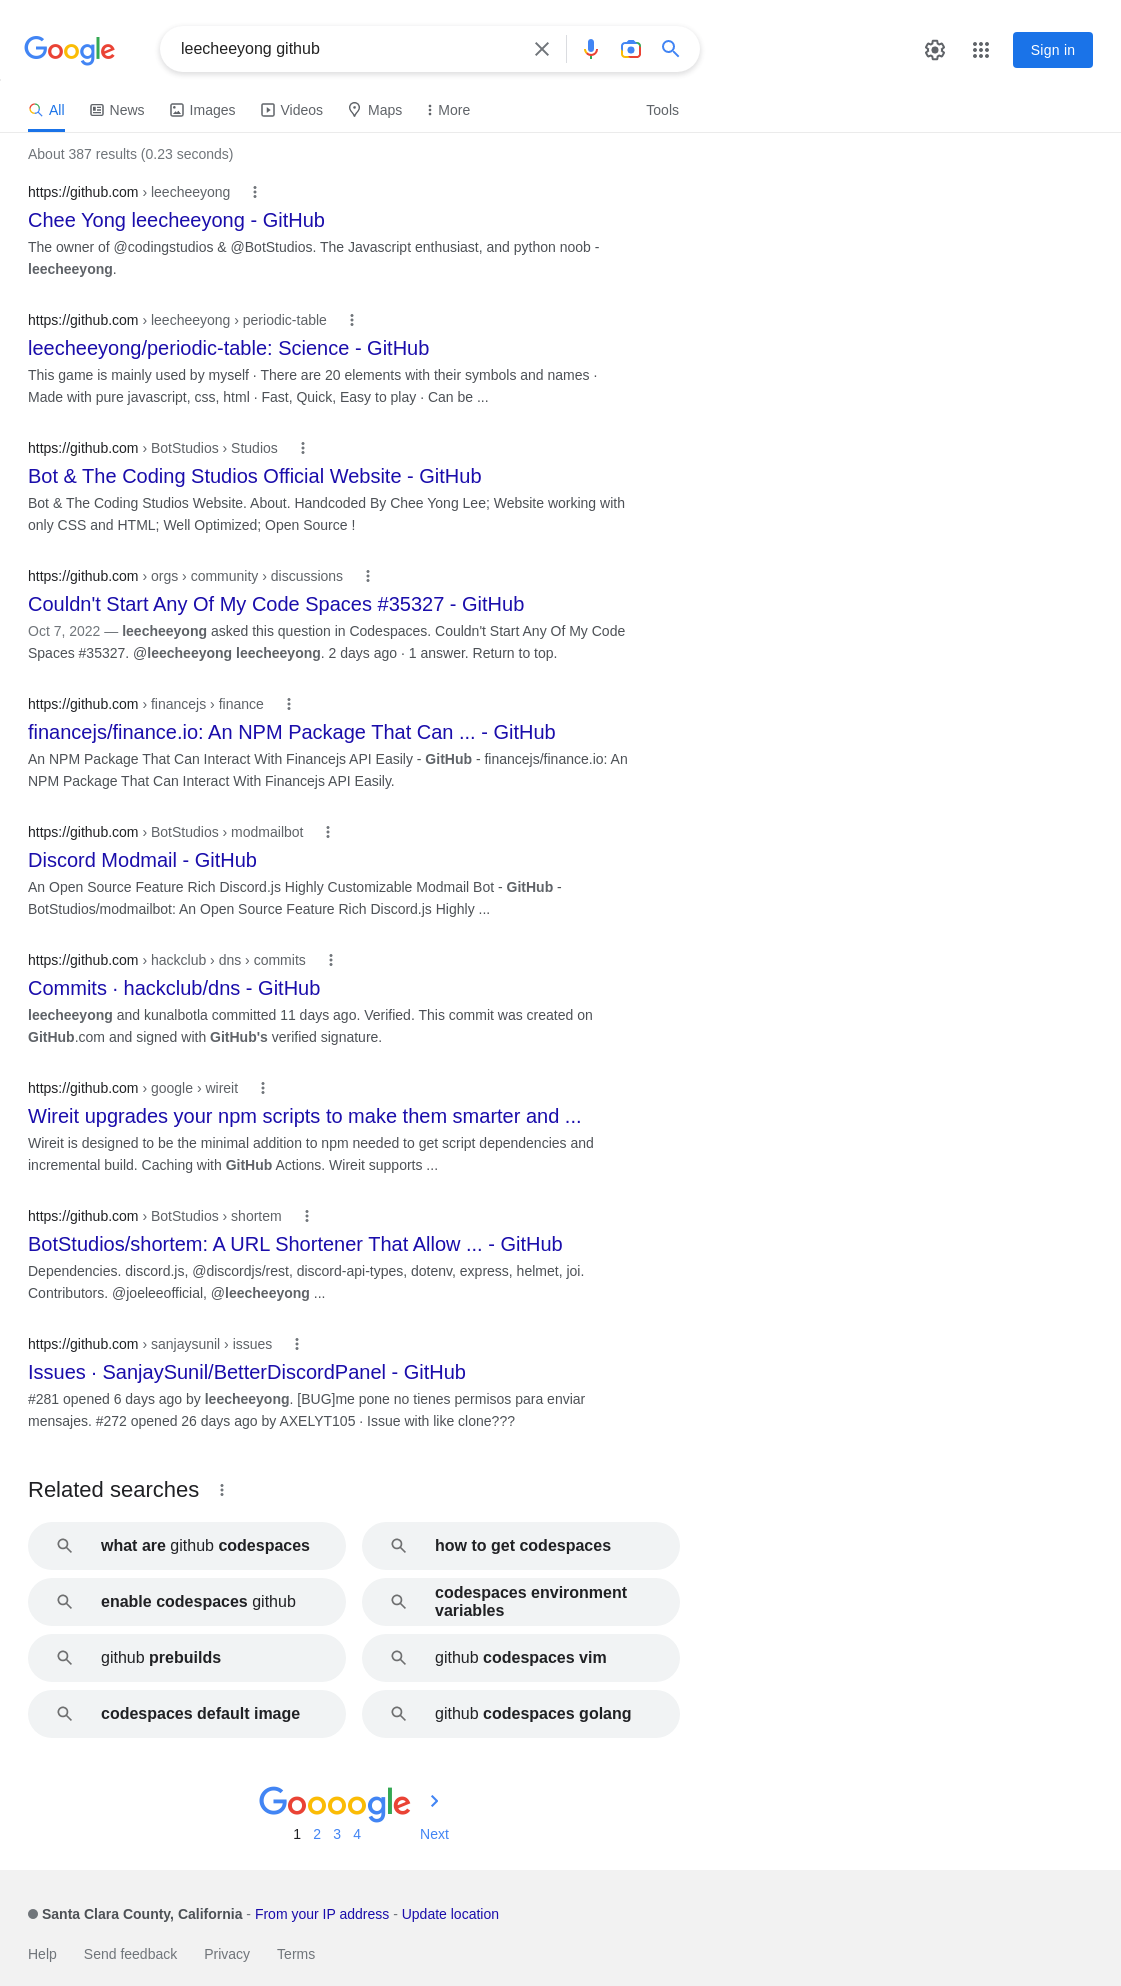 Google
leecheeyong github
Sign in
All News Images Videos Maps More Tools
About 387 results (0.23 seconds)
https://github.com › leecheeyong
Chee Yong leecheeyong - GitHub
The owner of @codingstudios & @BotStudios. The Javascript enthusiast, and python noob -
leecheeyong.
https://github.com › leecheeyong › periodic-table
leecheeyong/periodic-table: Science - GitHub
This game is mainly used by myself · There are 20 elements with their symbols and names ·
Made with pure javascript, css, html · Fast, Quick, Easy to play · Can be ...
https://github.com › BotStudios › Studios
Bot & The Coding Studios Official Website - GitHub
Bot & The Coding Studios Website. About. Handcoded By Chee Yong Lee; Website working with
only CSS and HTML; Well Optimized; Open Source !
https://github.com › orgs › community › discussions
Couldn't Start Any Of My Code Spaces #35327 - GitHub
Oct 7, 2022 — leecheeyong asked this question in Codespaces. Couldn't Start Any Of My Code
Spaces #35327. @leecheeyong leecheeyong. 2 days ago · 1 answer. Return to top.
https://github.com › financejs › finance
financejs/finance.io: An NPM Package That Can ... - GitHub
An NPM Package That Can Interact With Financejs API Easily - GitHub - financejs/finance.io: An
NPM Package That Can Interact With Financejs API Easily.
https://github.com › BotStudios › modmailbot
Discord Modmail - GitHub
An Open Source Feature Rich Discord.js Highly Customizable Modmail Bot - GitHub -
BotStudios/modmailbot: An Open Source Feature Rich Discord.js Highly ...
https://github.com › hackclub › dns › commits
Commits · hackclub/dns - GitHub
leecheeyong and kunalbotla committed 11 days ago. Verified. This commit was created on
GitHub.com and signed with GitHub's verified signature.
https://github.com › google › wireit
Wireit upgrades your npm scripts to make them smarter and ...
Wireit is designed to be the minimal addition to npm needed to get script dependencies and
incremental build. Caching with GitHub Actions. Wireit supports ...
https://github.com › BotStudios › shortem
BotStudios/shortem: A URL Shortener That Allow ... - GitHub
Dependencies. discord.js, @discordjs/rest, discord-api-types, dotenv, express, helmet, joi.
Contributors. @joeleeofficial, @leecheeyong ...
https://github.com › sanjaysunil › issues
Issues · SanjaySunil/BetterDiscordPanel - GitHub
#281 opened 6 days ago by leecheeyong. [BUG]me pone no tienes permisos para enviar
mensajes. #272 opened 26 days ago by AXELYT105 · Issue with like clone???
Related searches
what are github codespaces
how to get codespaces
enable codespaces github
codespaces environment
variables
github prebuilds
github codespaces vim
codespaces default image
github codespaces golang
Goooogle
1 2 3 4 Next
Santa Clara County, California - From your IP address - Update location
Help Send feedback Privacy Terms